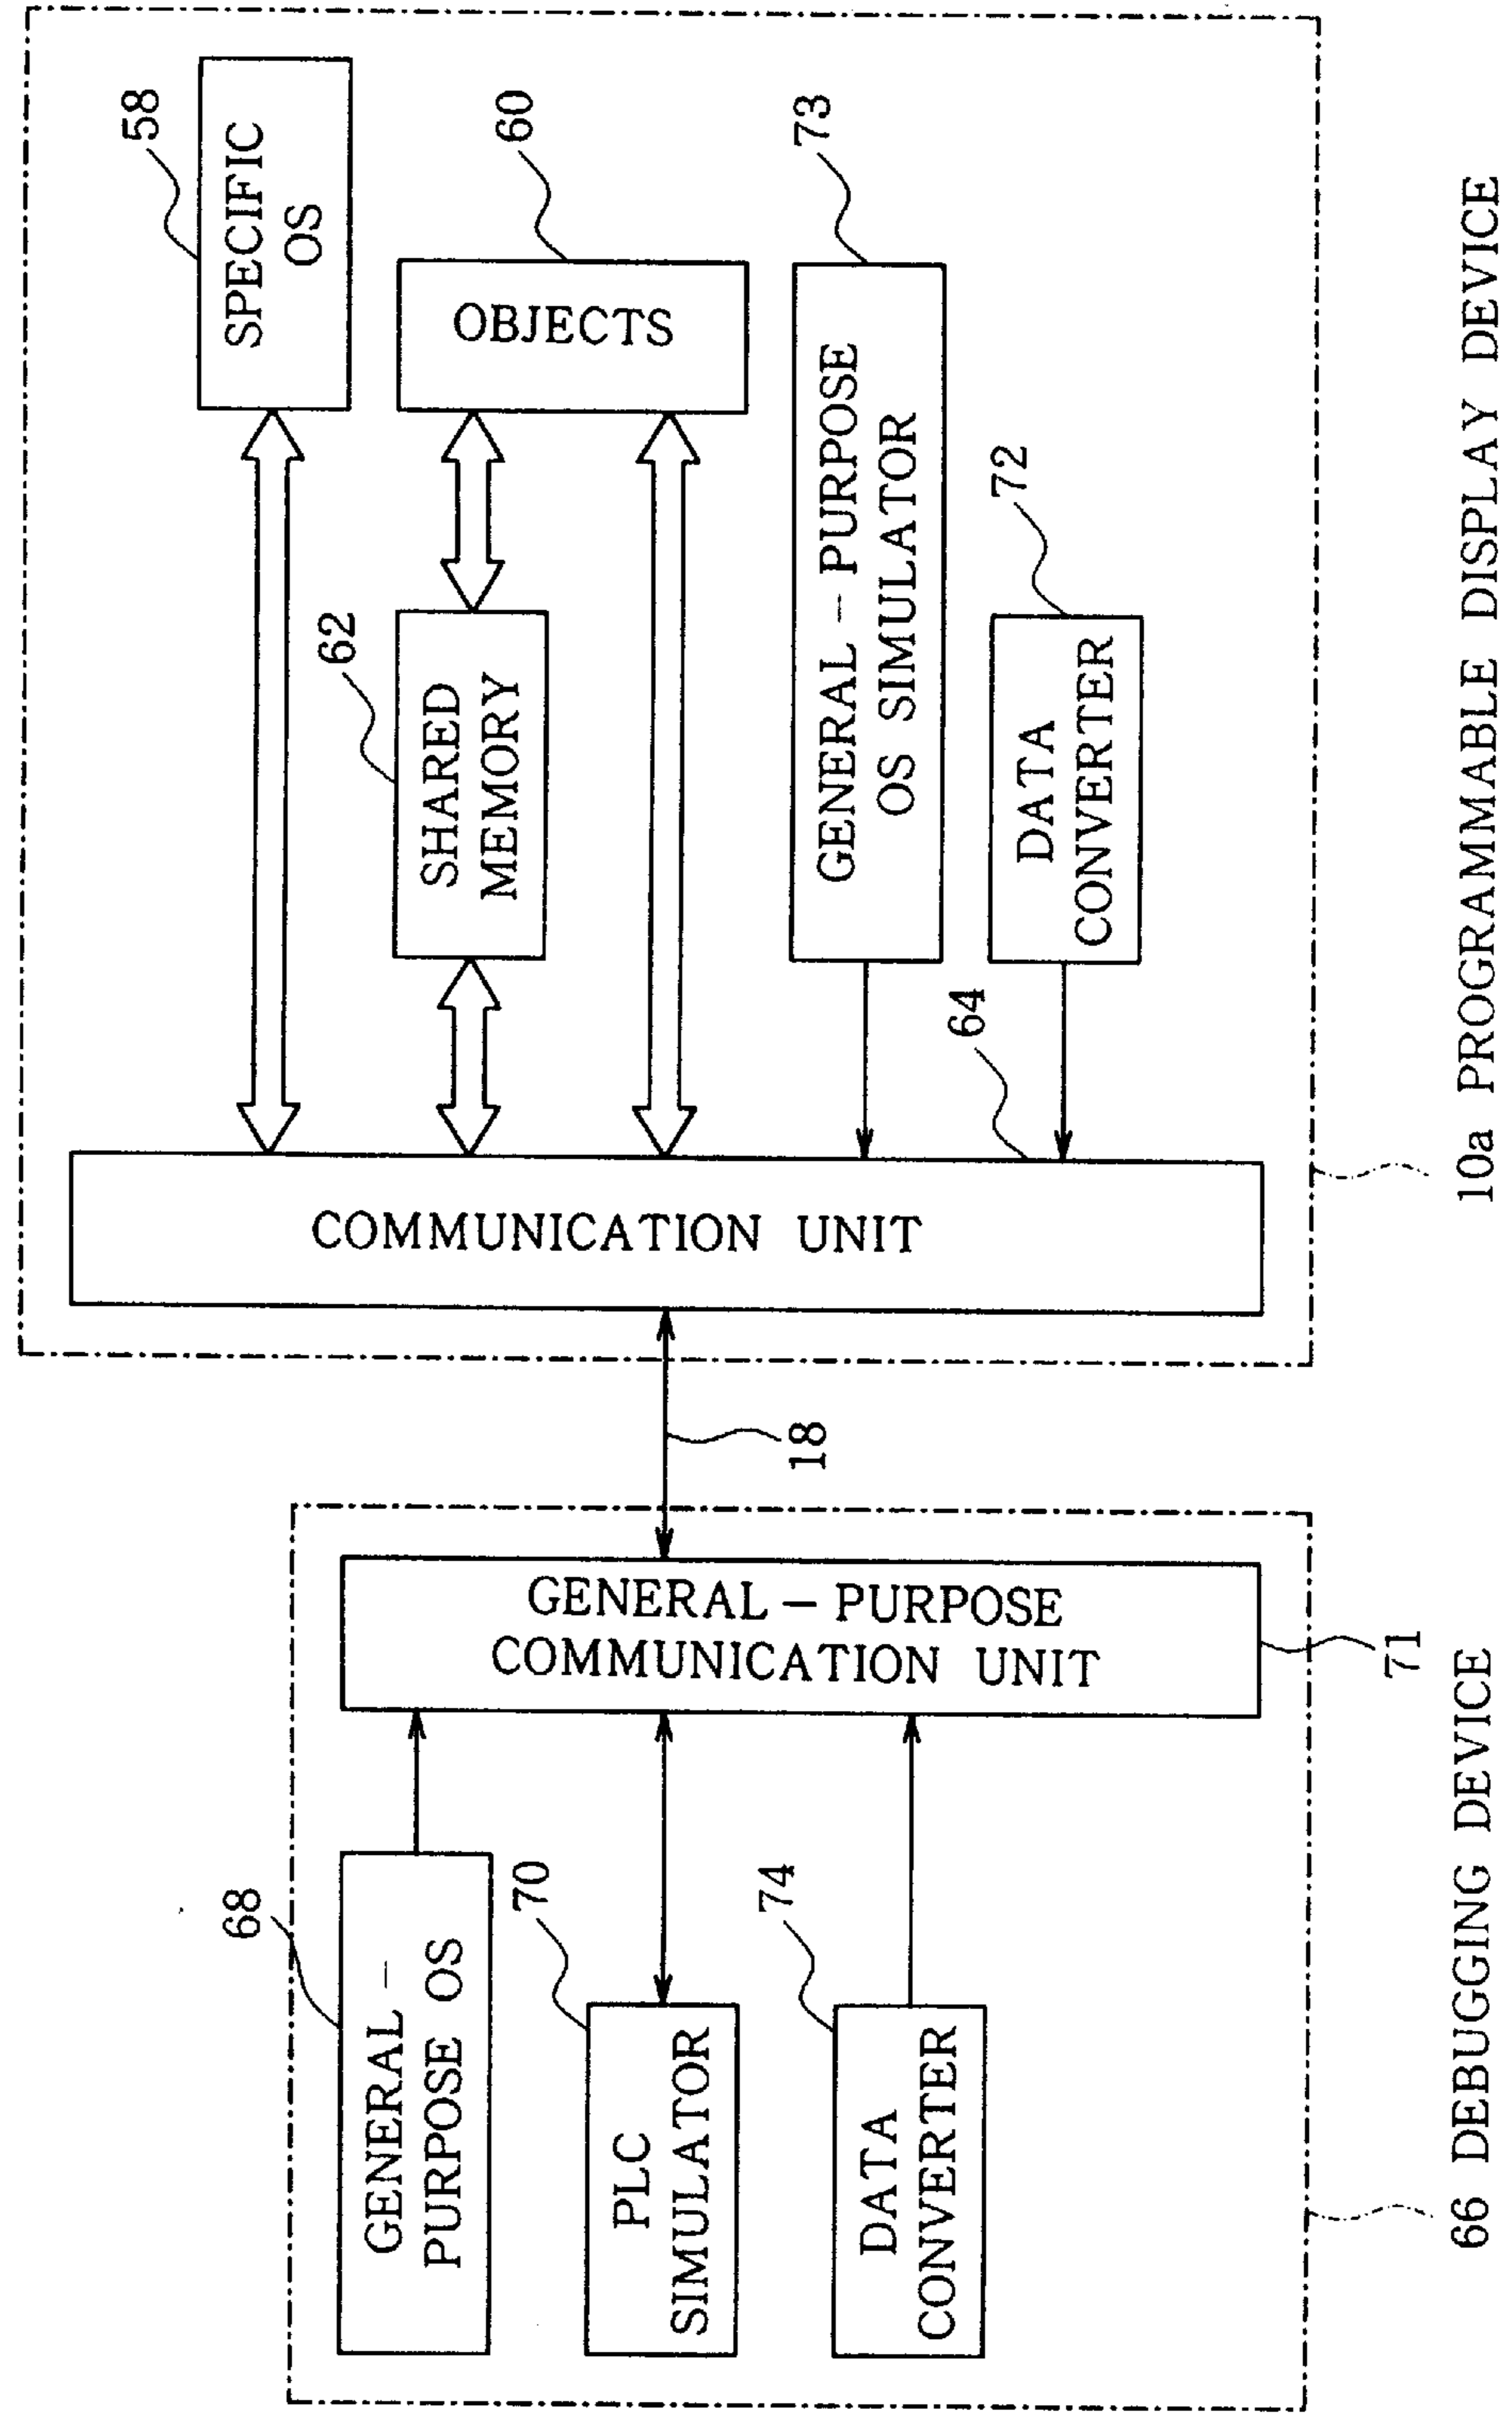 58
SPECIFIC
OS
60
OBJECTS
62
SHARED
MEMORY
73
GENERAL-PURPOSE
OS SIMULATOR
72
DATA
CONVERTER
64
COMMUNICATION UNIT
10a PROGRAMMABLE DISPLAY DEVICE
18
GENERAL-PURPOSE
COMMUNICATION UNIT
71
68
GENERAL-
PURPOSE OS
70
PLC
SIMULATOR
74
DATA
CONVERTER
66 DEBUGGING DEVICE